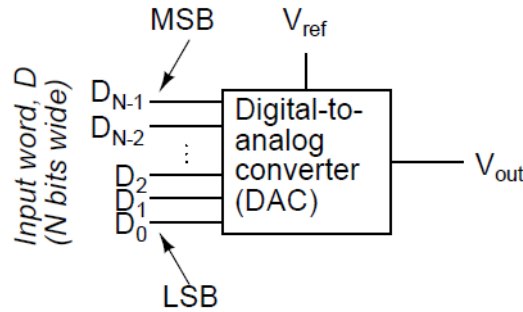 MSB
V_ref
Input word, D
(N bits wide)
D_N-1
D_N-2
⋮
D_2
D_1
D_0
Digital-to-
analog
converter
(DAC)
V_out
LSB